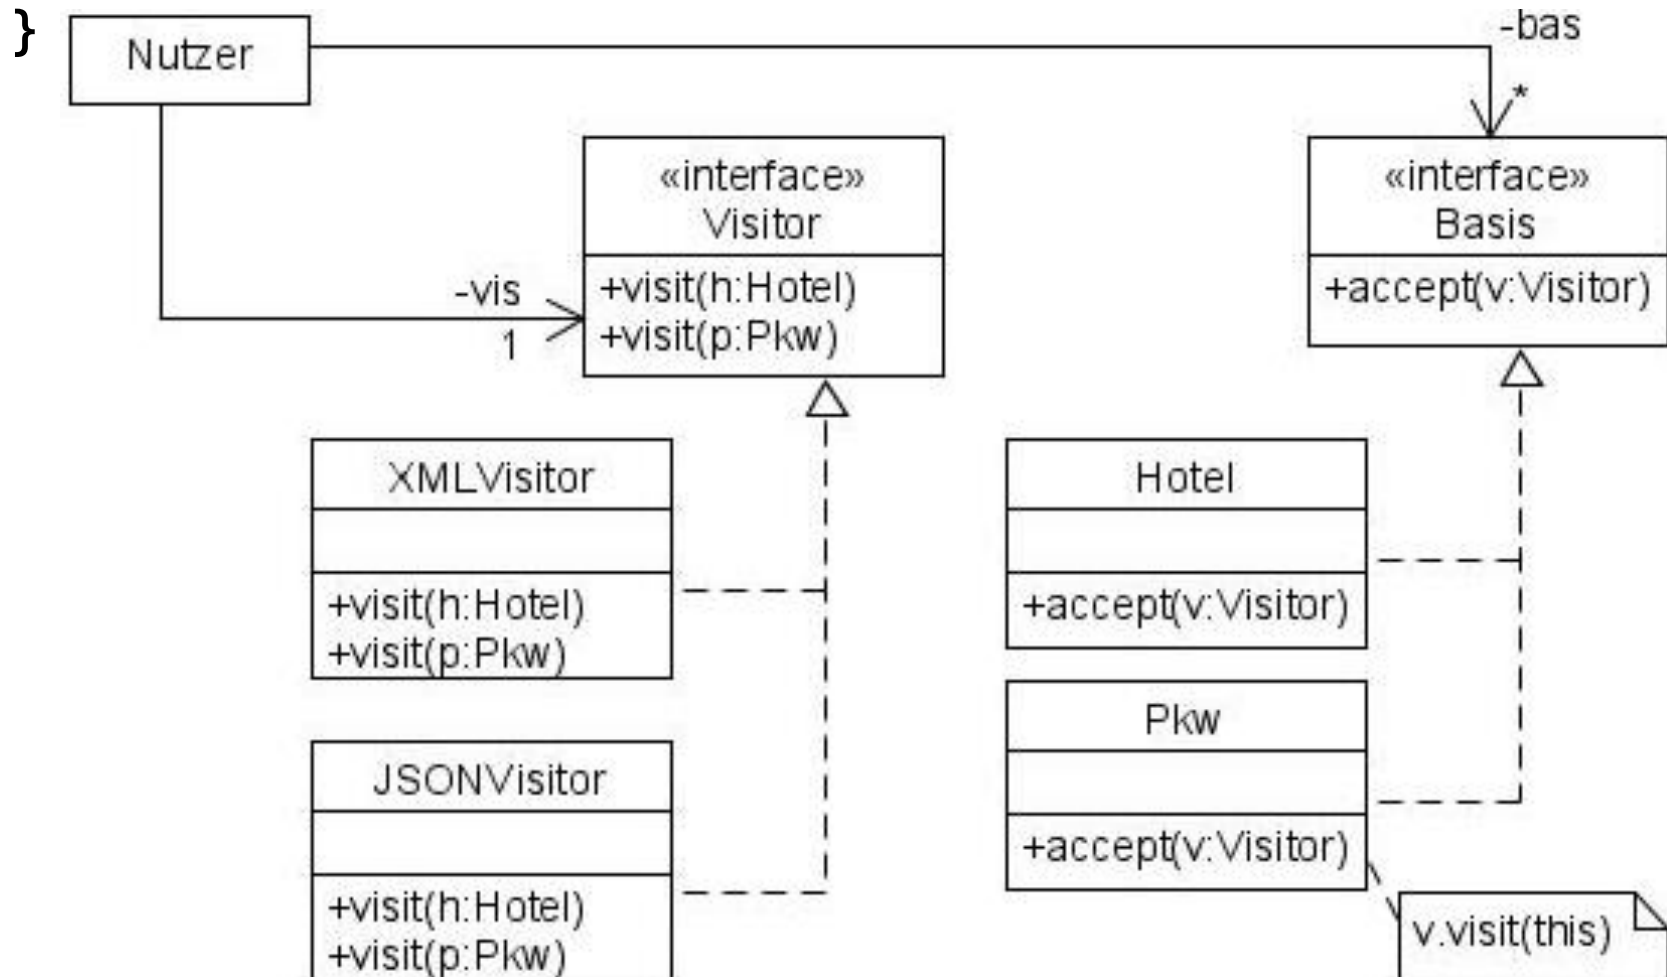 }
Nutzer
-bas
*
«interface»
Visitor
+visit(h:Hotel)
+visit(p:Pkw)
-vis
1
«interface»
Basis
+accept(v:Visitor)
XMLVisitor
+visit(h:Hotel)
+visit(p:Pkw)
Hotel
+accept(v:Visitor)
JSONVisitor
+visit(h:Hotel)
+visit(p:Pkw)
Pkw
+accept(v:Visitor)
v.visit(this)